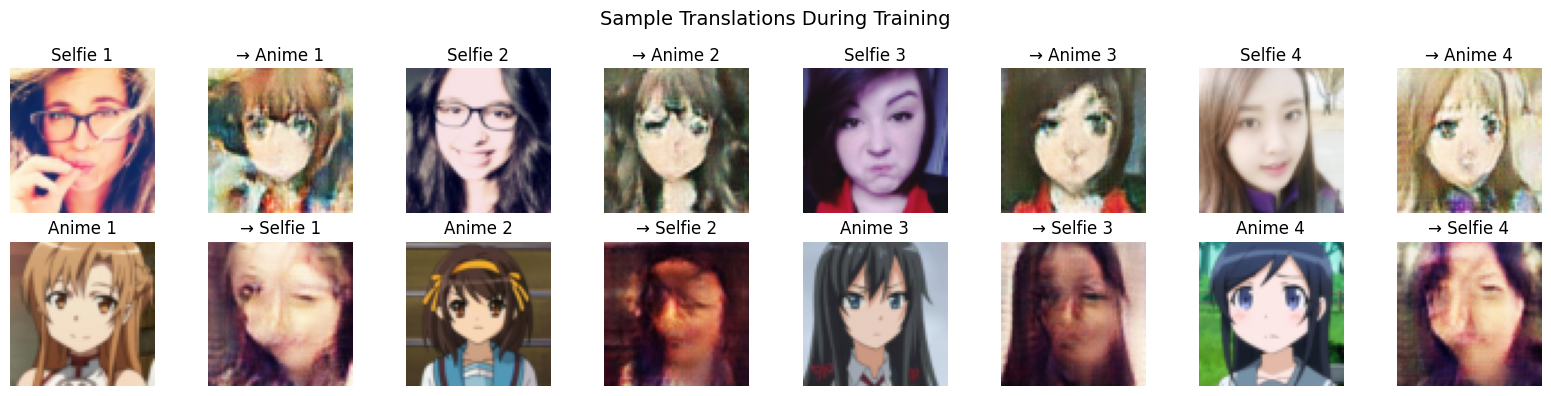 Sample Translations During Training
Selfie 1
→ Anime 1
Selfie 2
→ Anime 2
Selfie 3
→ Anime 3
Selfie 4
→ Anime 4
Anime 1
→ Selfie 1
Anime 2
→ Selfie 2
Anime 3
→ Selfie 3
Anime 4
→ Selfie 4